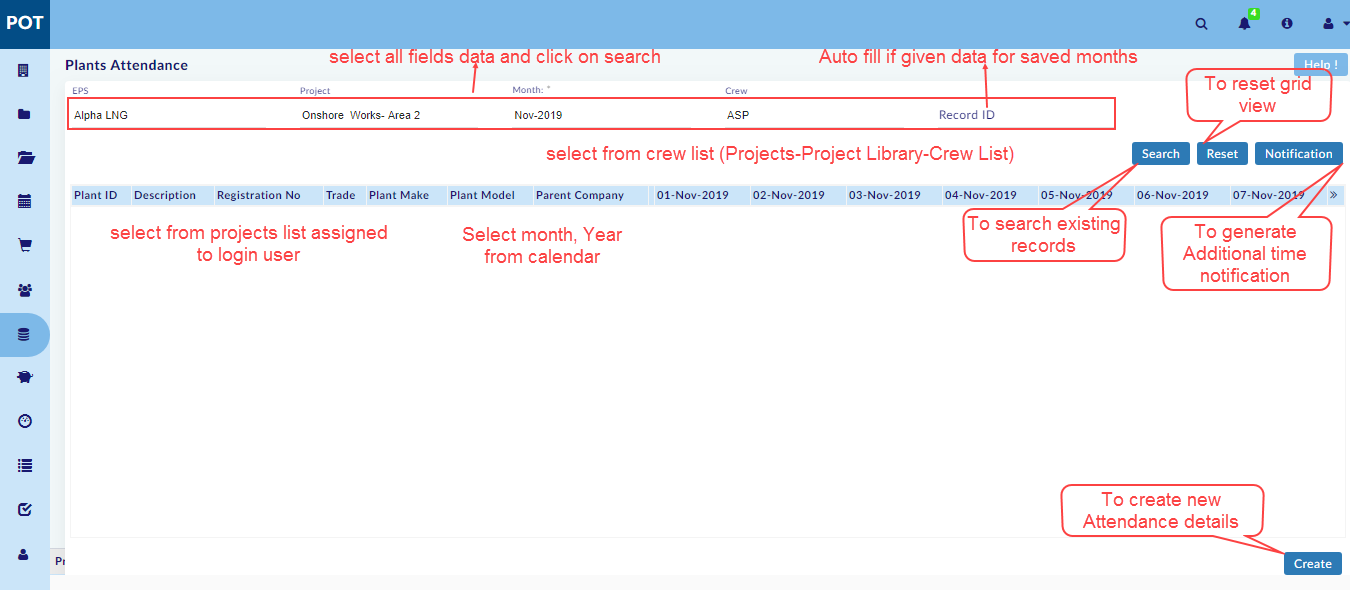 POT
4
select all fields data and click on search
Auto fill if given data for saved months
Plants Attendance
Help !
To reset grid
view
EPS
Project
Month: *
Crew
Alpha LNG
Onshore Works- Area 2
Nov-2019
ASP
Record ID
select from crew list (Projects-Project Library-Crew List)
Search
Reset
Notification
Plant ID
Description
Registration No
Trade
Plant Make
Plant Model
Parent Company
01-Nov-2019
02-Nov-2019
03-Nov-2019
04-Nov-2019
05-Nov-2019
06-Nov-2019
07-Nov-2019
»
select from projects list assigned
to login user
Select month, Year
from calendar
To search existing
records
To generate
Additional time
notification
To create new
Attendance details
Pr
Create